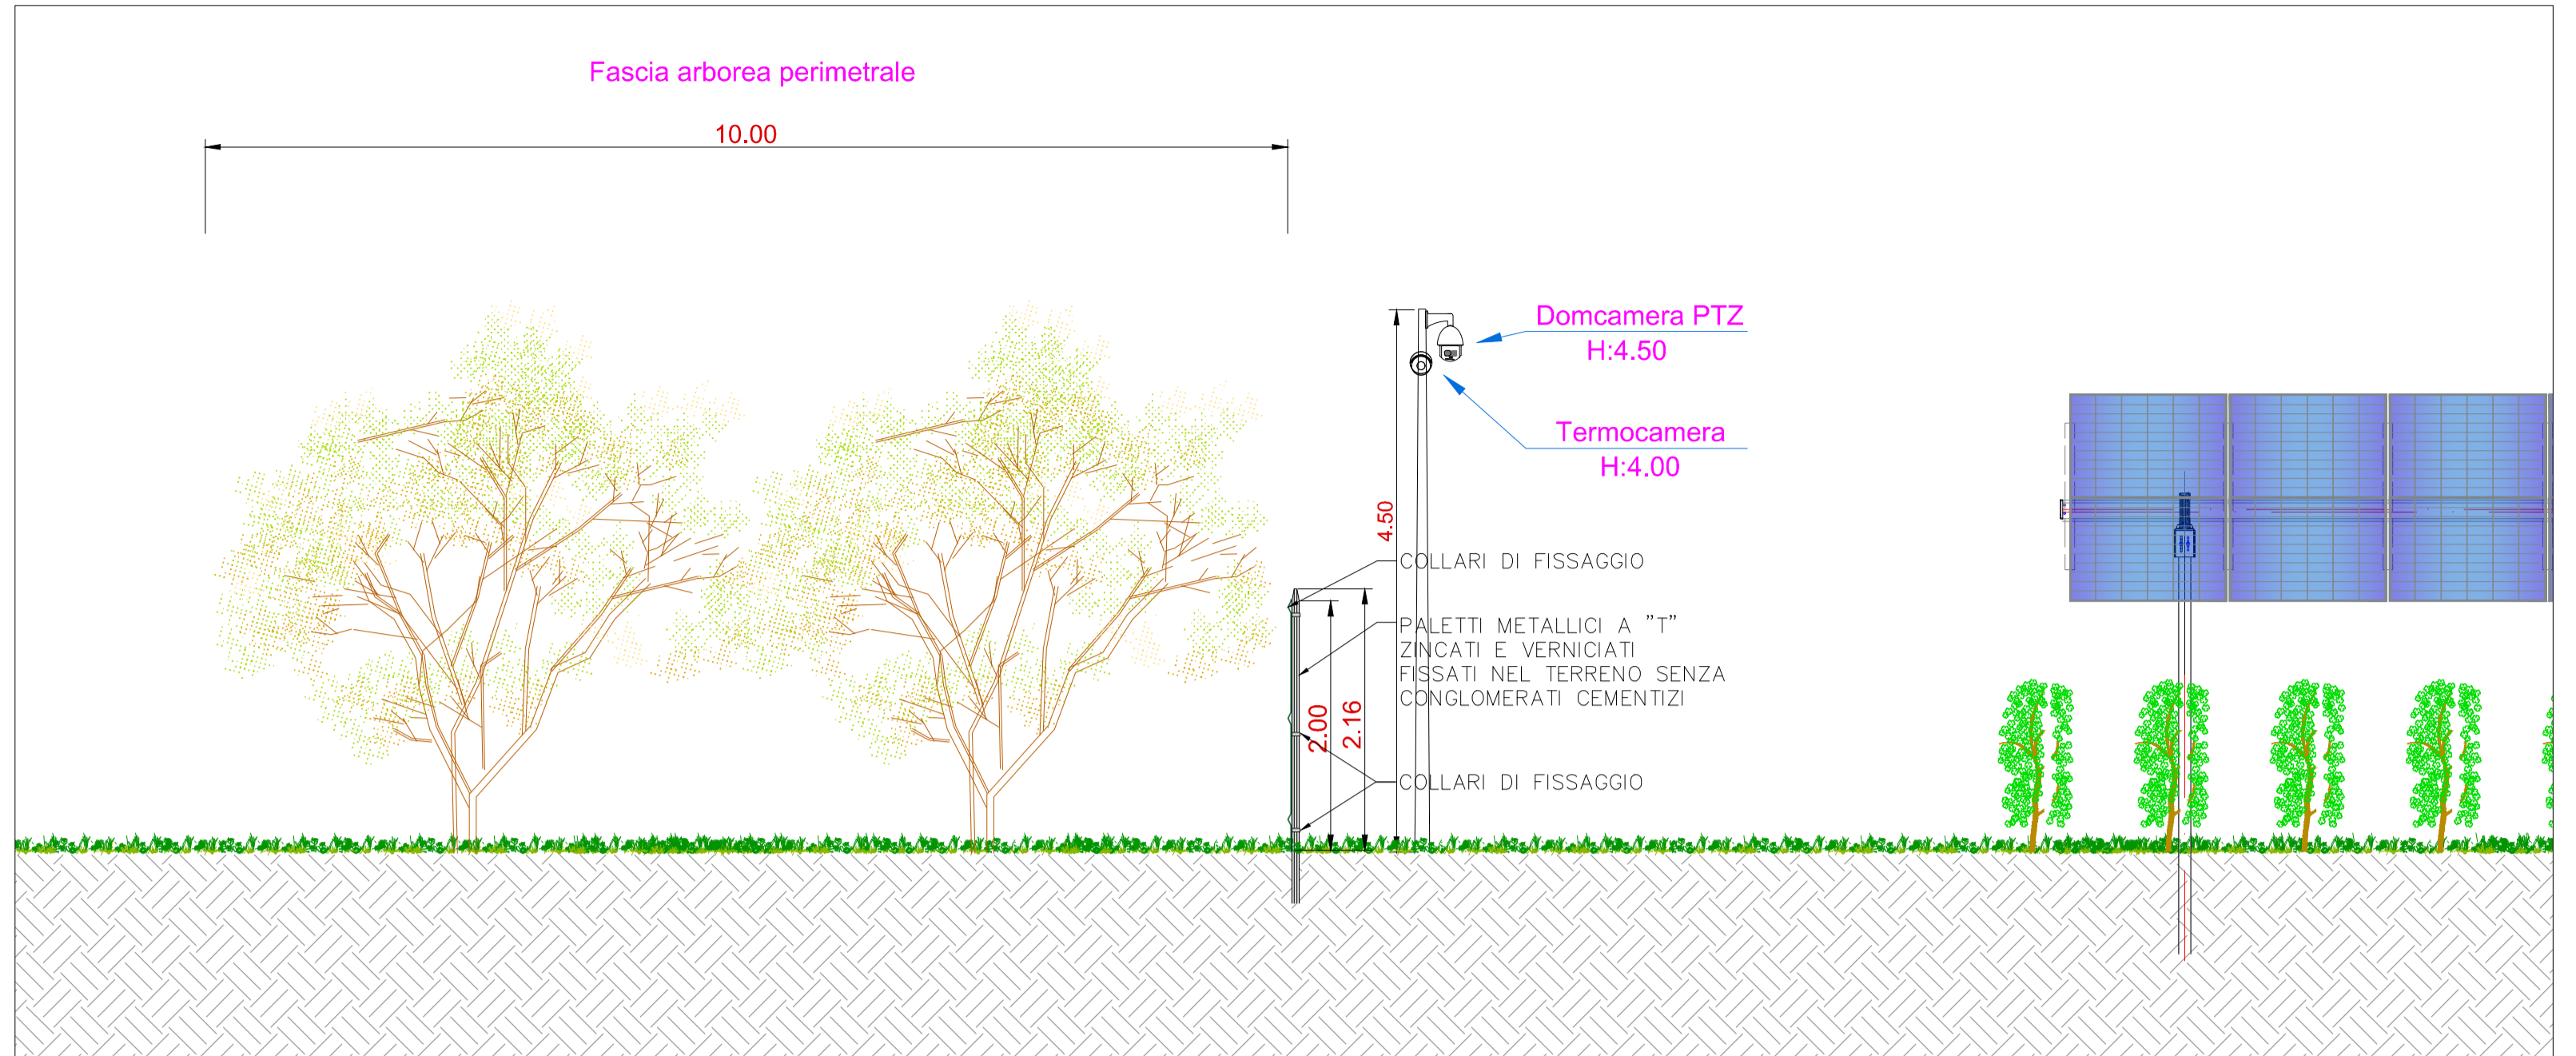 Fascia arborea perimetrale
10.00
Domcamera PTZ
H:4.50
Termocamera
H:4.00
4.50
COLLARI DI FISSAGGIO
PALETTI METALLICI A "T"
ZINCATI E VERNICIATI
FISSATI NEL TERRENO SENZA
CONGLOMERATI CEMENTIZI
2.00
2.16
COLLARI DI FISSAGGIO